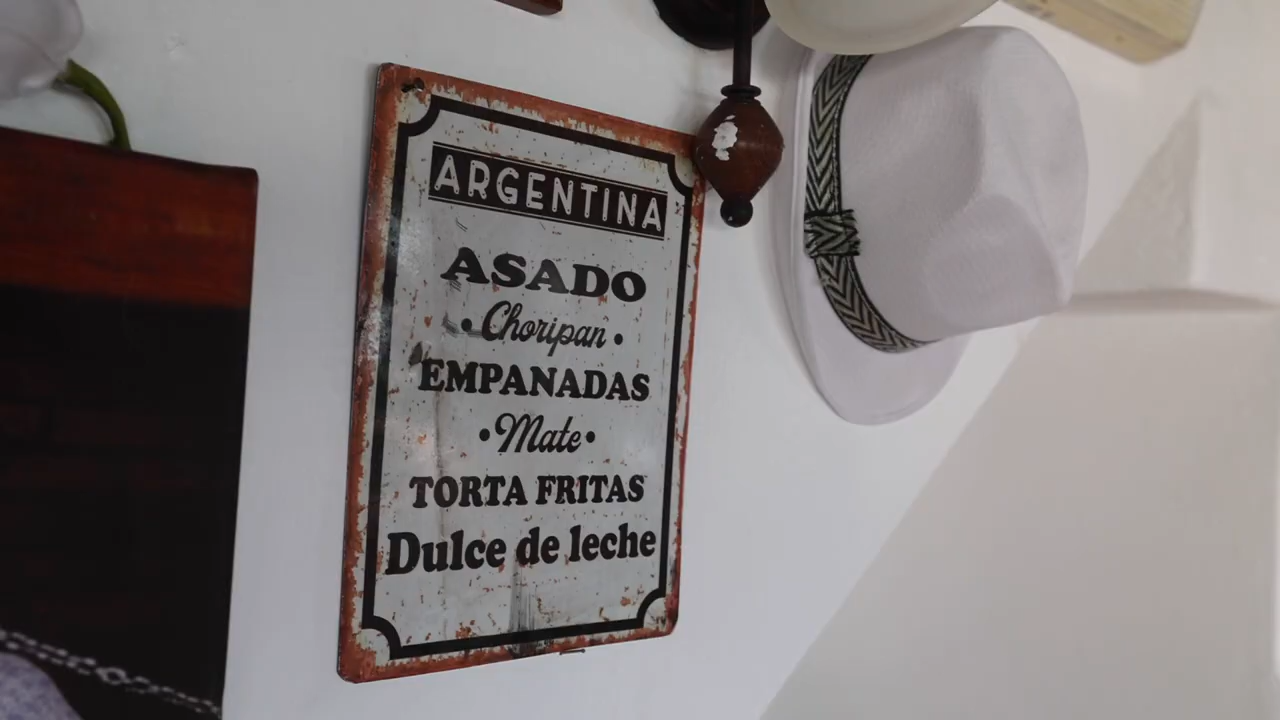 ARGENTINA
ASADO
• Choripan •
EMPANADAS
• Mate •
TORTA FRITAS
Dulce de leche